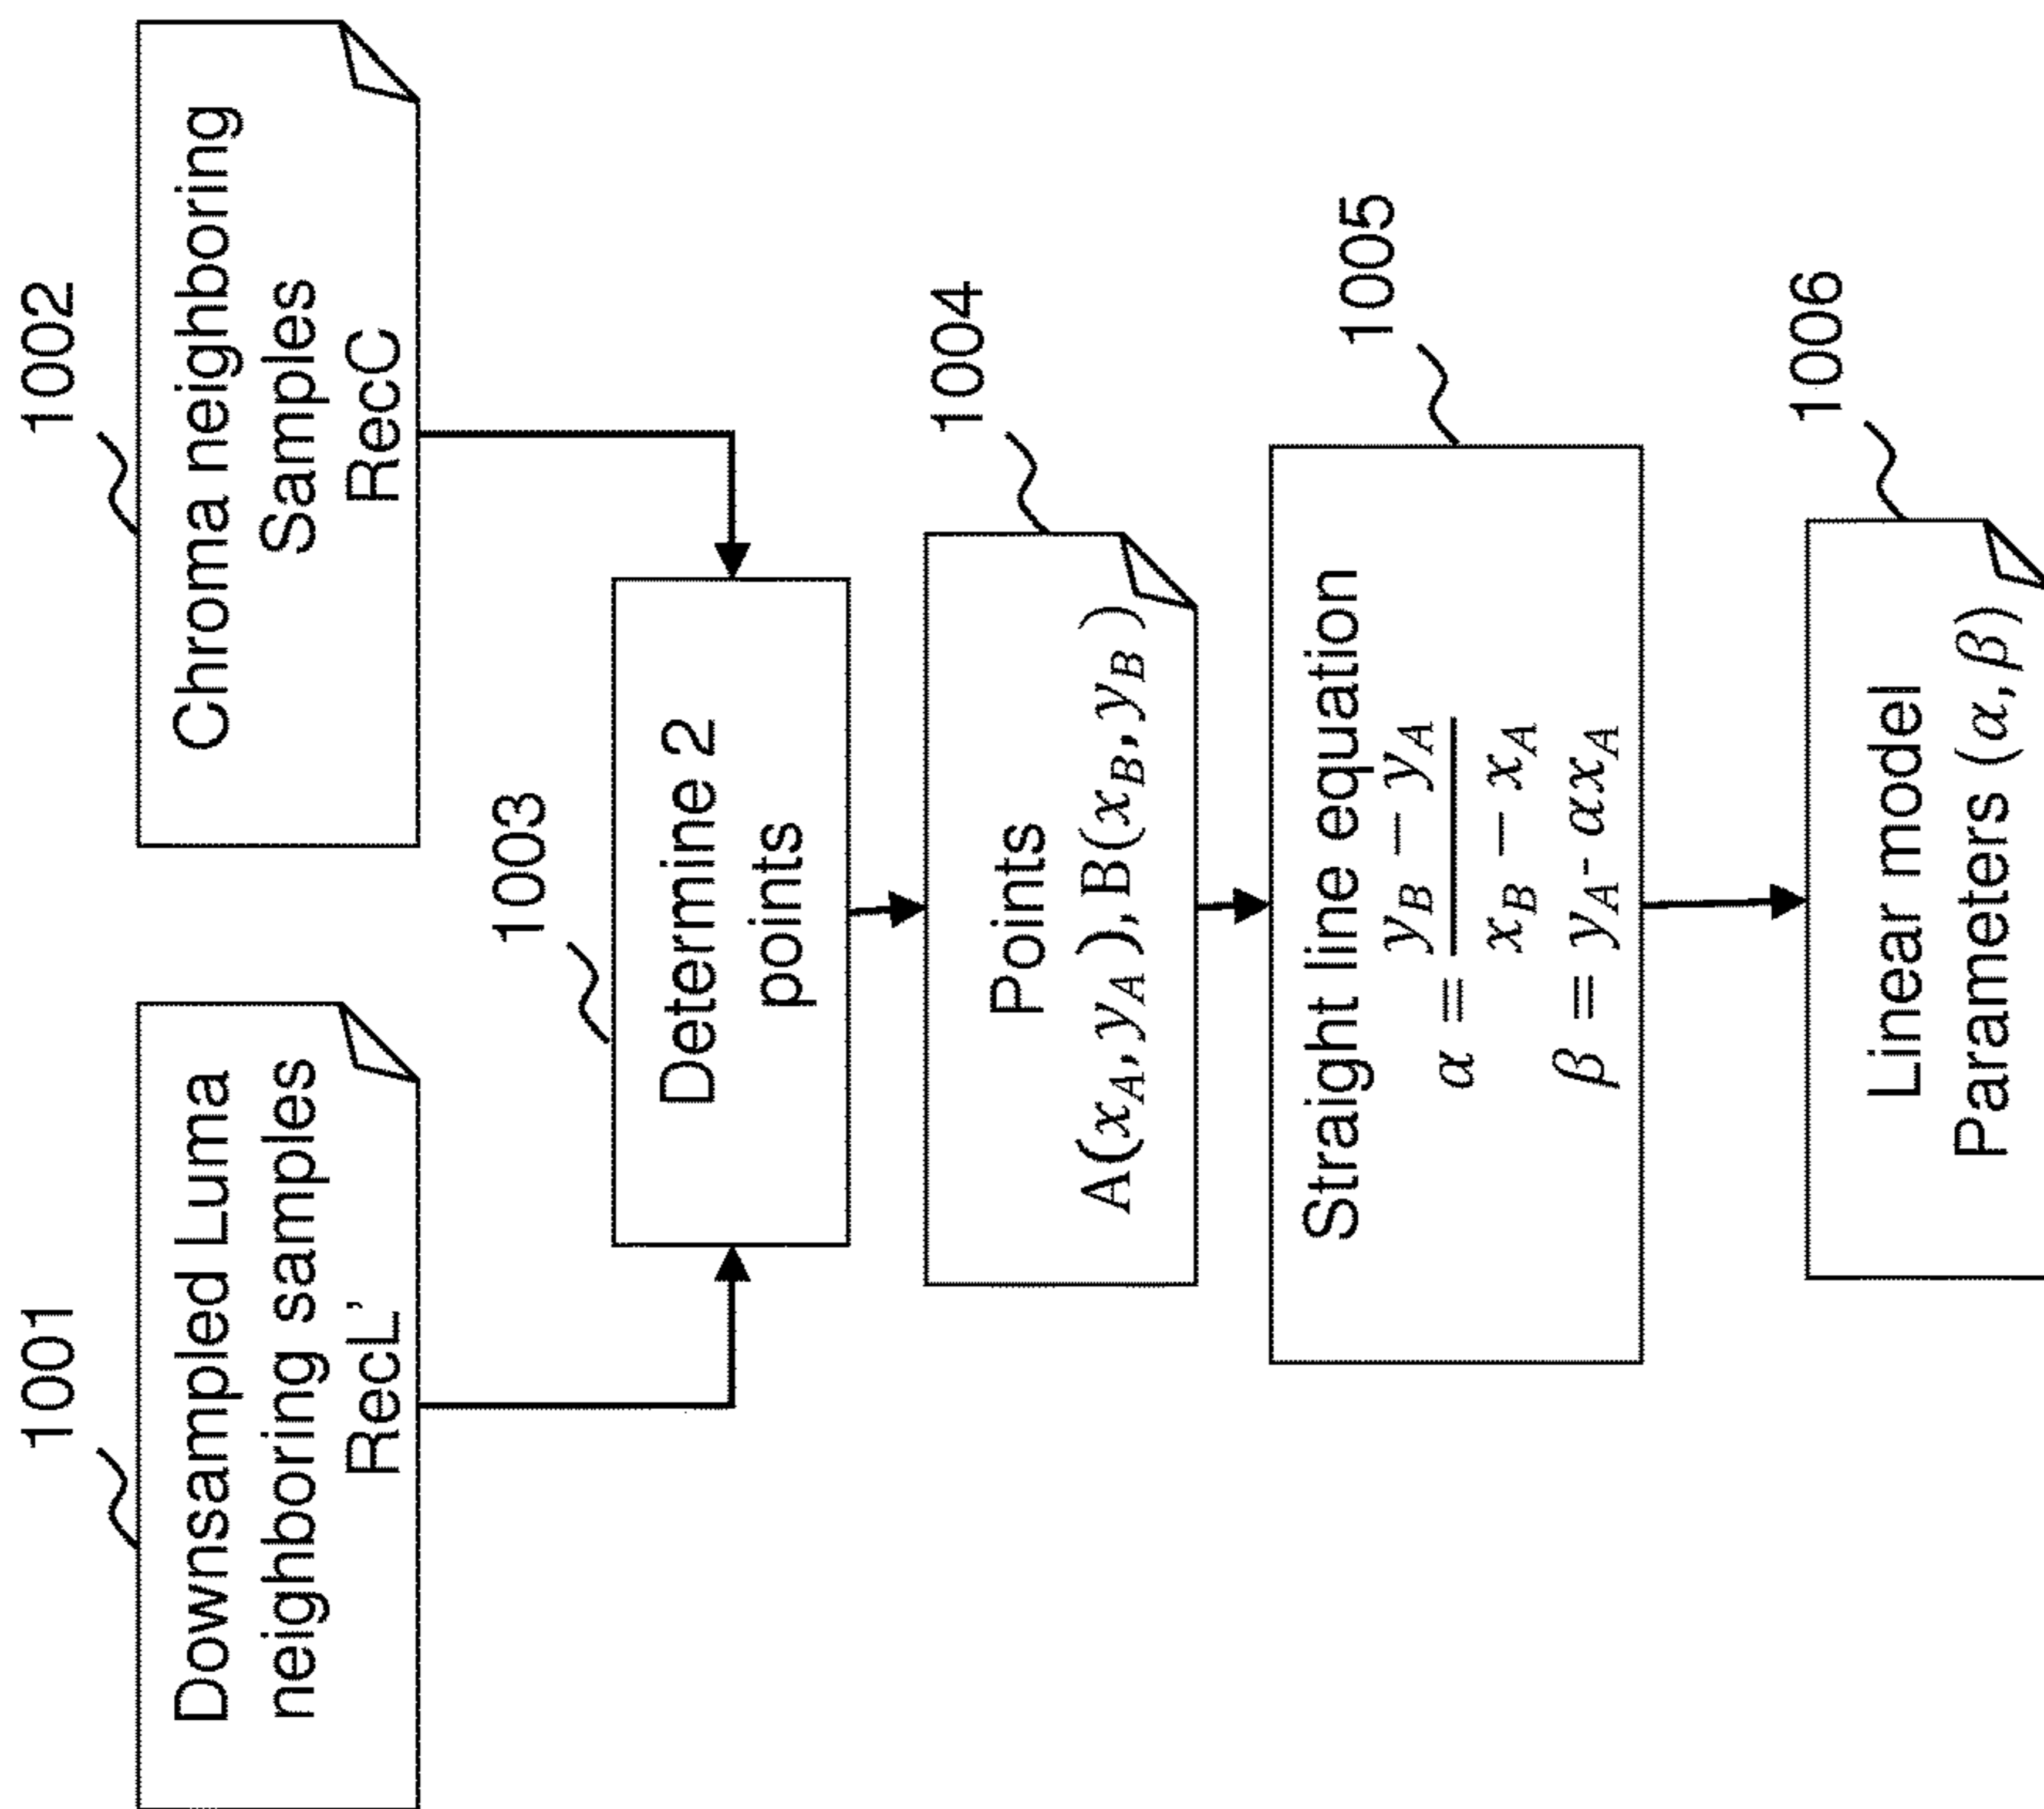 1001
Downsampled Luma
neighboring samples
RecL’
1002
Chroma neighboring
Samples
RecC
1003
Determine 2
points
1004
Points
A(x_A, y_A), B(x_B, y_B)
1005
Straight line equation
α = \frac{y_B − y_A}{x_B − x_A}
β = y_A- αx_A
1006
Linear model
Parameters (α, β)